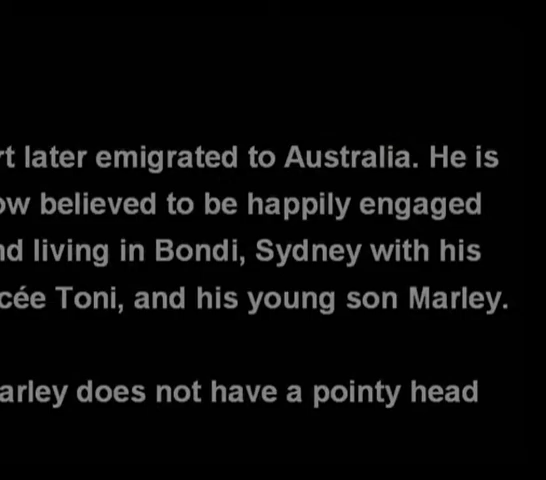 rt later emigrated to Australia. He is
ow believed to be happily engaged
nd living in Bondi, Sydney with his
cée Toni, and his young son Marley.
arley does not have a pointy head